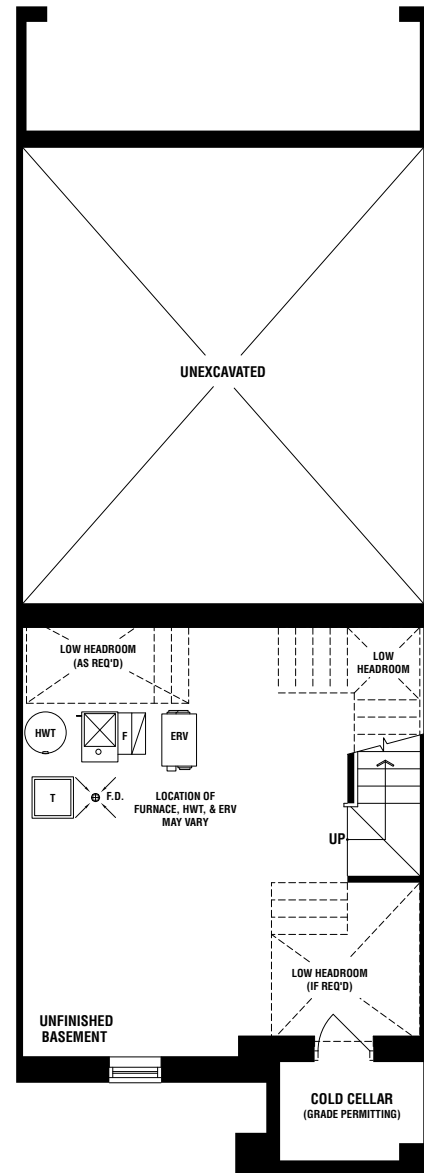 UNEXCAVATED
LOW HEADROOM
(AS REQ'D)
LOW
HEADROOM
HWT
F
ERV
T
F.D.
LOCATION OF
FURNACE, HWT, & ERV
MAY VARY
UP
LOW HEADROOM
(IF REQ'D)
UNFINISHED
BASEMENT
COLD CELLAR
(GRADE PERMITTING)